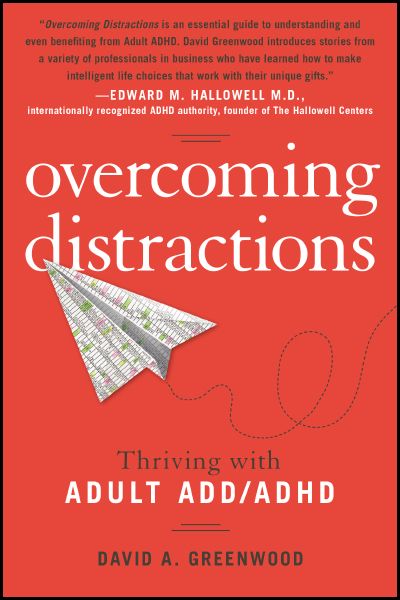 “Overcoming Distractions is an essential guide to understanding and
even benefiting from Adult ADHD. David Greenwood introduces stories from
a variety of professionals in business who have learned how to make
intelligent life choices that work with their unique gifts.”
—EDWARD M. HALLOWELL M.D.,
internationally recognized ADHD authority, founder of The Hallowell Centers
overcoming
distractions
Thriving with
ADULT ADD/ADHD
DAVID A. GREENWOOD